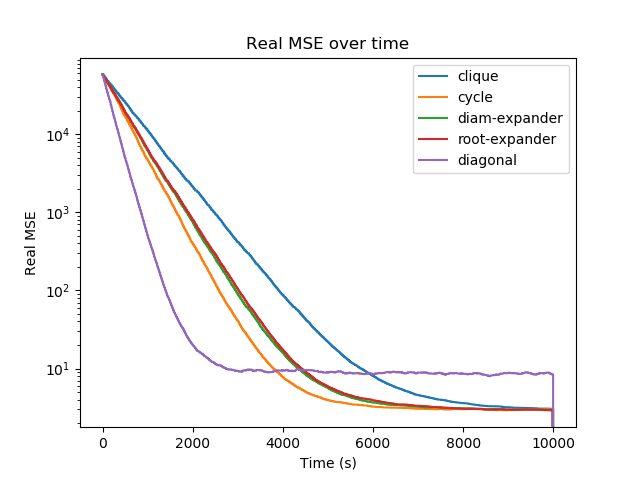 Real MSE over time
clique
cycle
diam-expander
root-expander
diagonal
Real MSE
10^4
10^3
10^2
10^1
0 2000 4000 6000 8000 10000
Time (s)